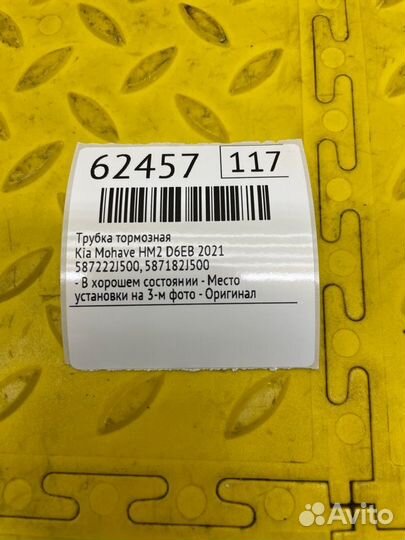 62457 117
Трубка тормозная
Kia Mohave HM2 D6EB 2021
587222J500, 587182J500
- В хорошем состоянии - Место
установки на 3-м фото - Оригинал
Avito